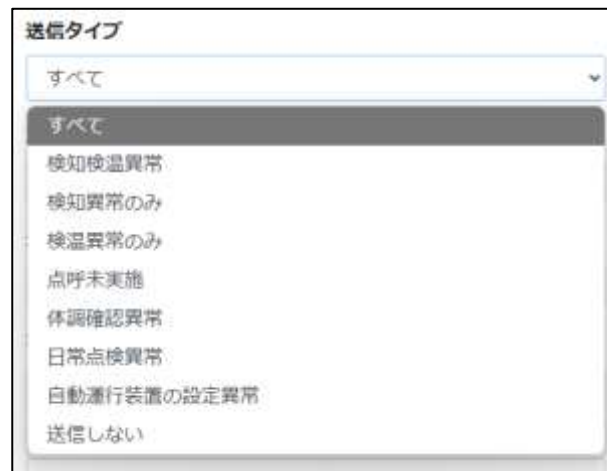 送信タイプ
すべて
すべて
検知検温異常
検知異常のみ
検温異常のみ
点呼未実施
体調確認異常
日常点検異常
自動運行装置の設定異常
送信しない